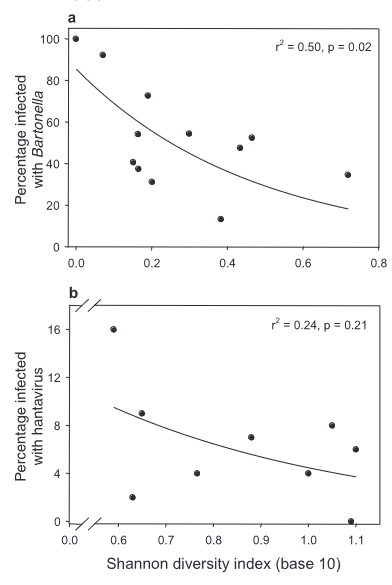 a
r² = 0.50, p = 0.02
Percentage infected
with Bartonella
100
80
60
40
20
0
0.0 0.2 0.4 0.6 0.8
b
r² = 0.24, p = 0.21
Percentage infected
with hantavirus
16
12
8
4
0
0.0 0.6 0.7 0.8 0.9 1.0 1.1
Shannon diversity index (base 10)